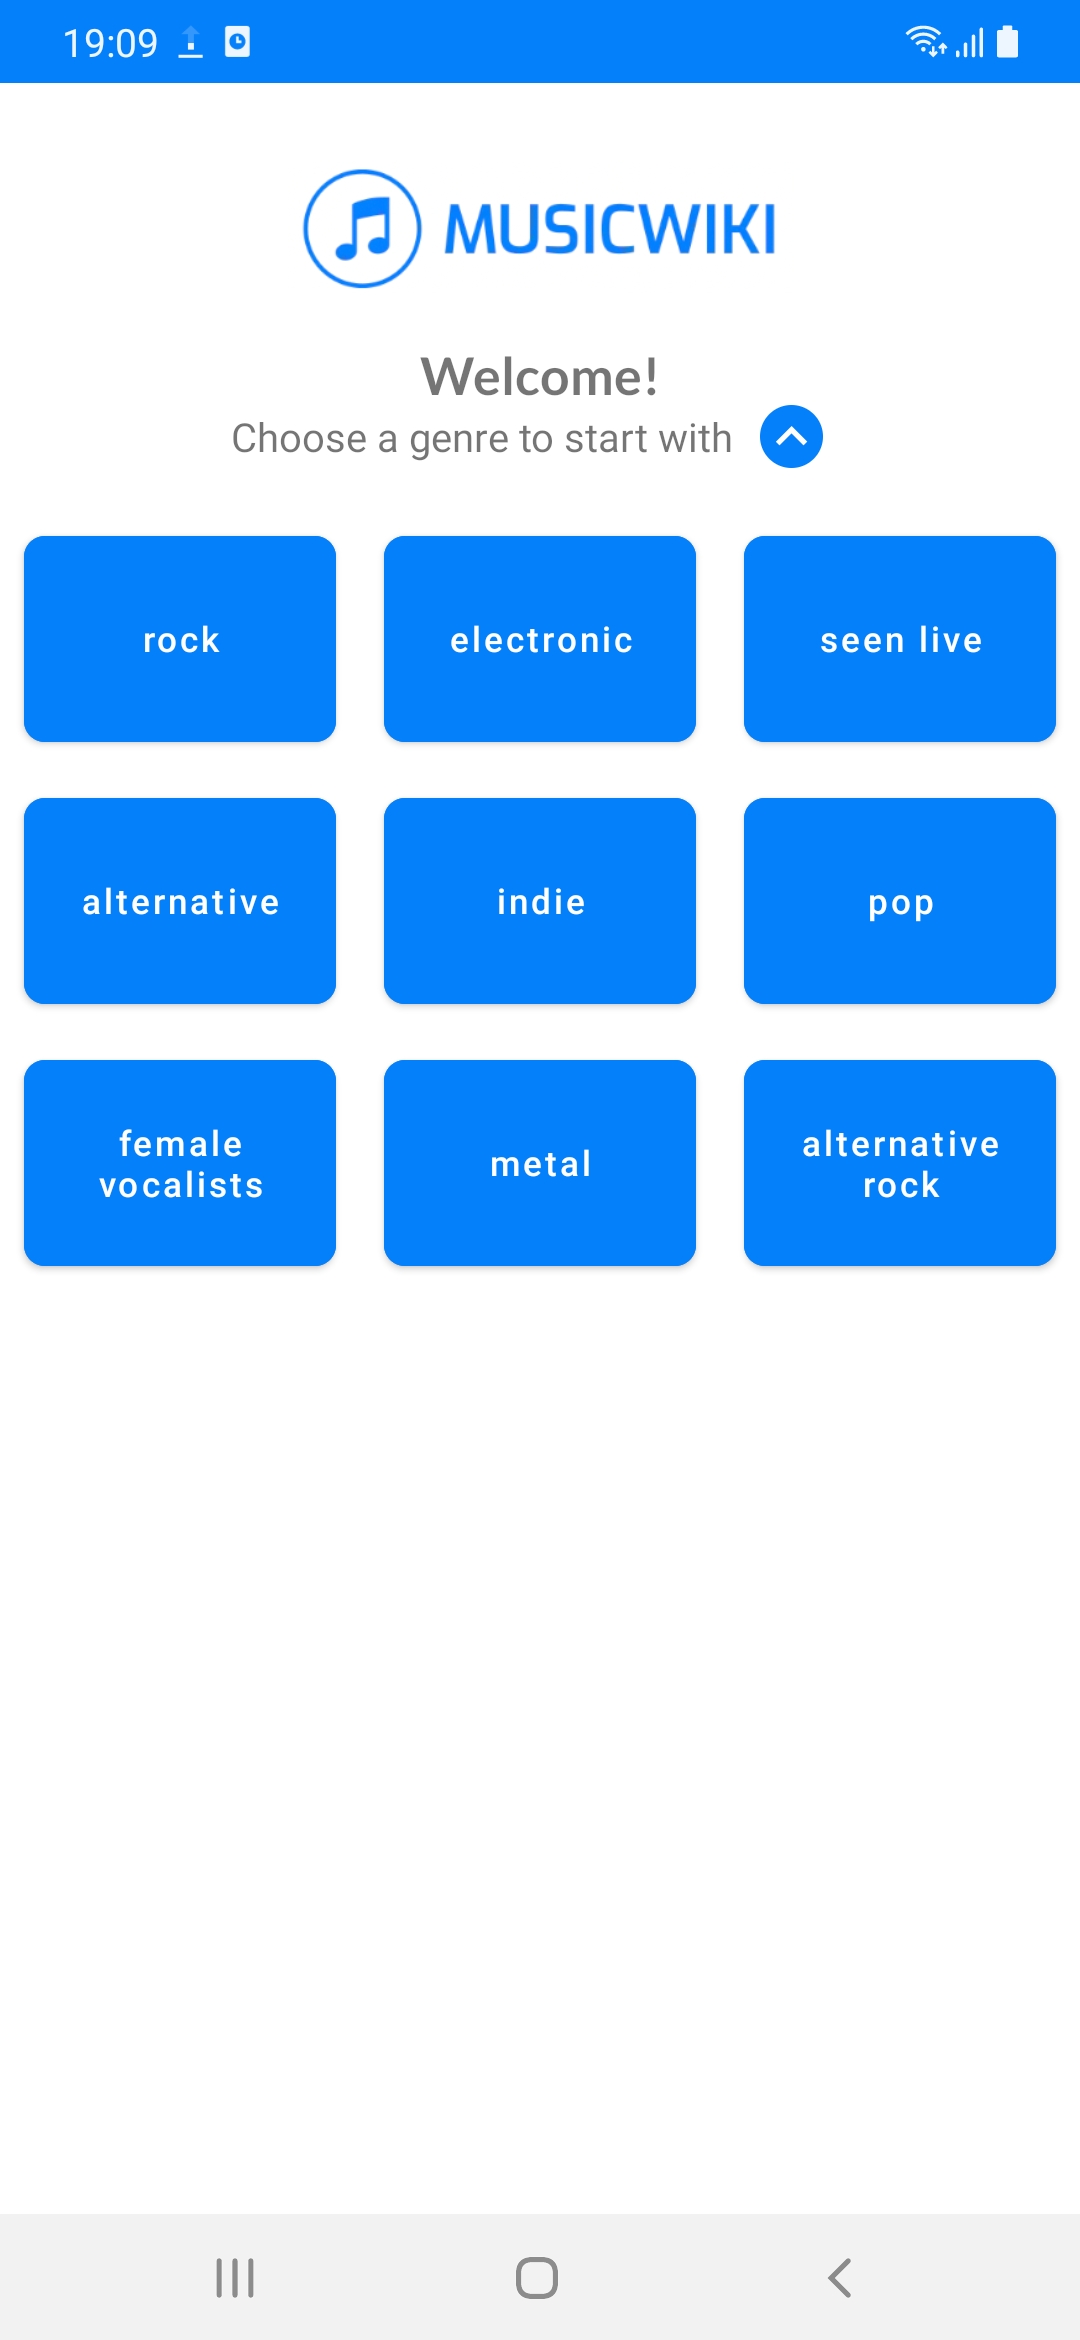 19:09
MUSICWIKI
Welcome!
Choose a genre to start with
rock
electronic
seen live
alternative
indie
pop
female
vocalists
metal
alternative
rock